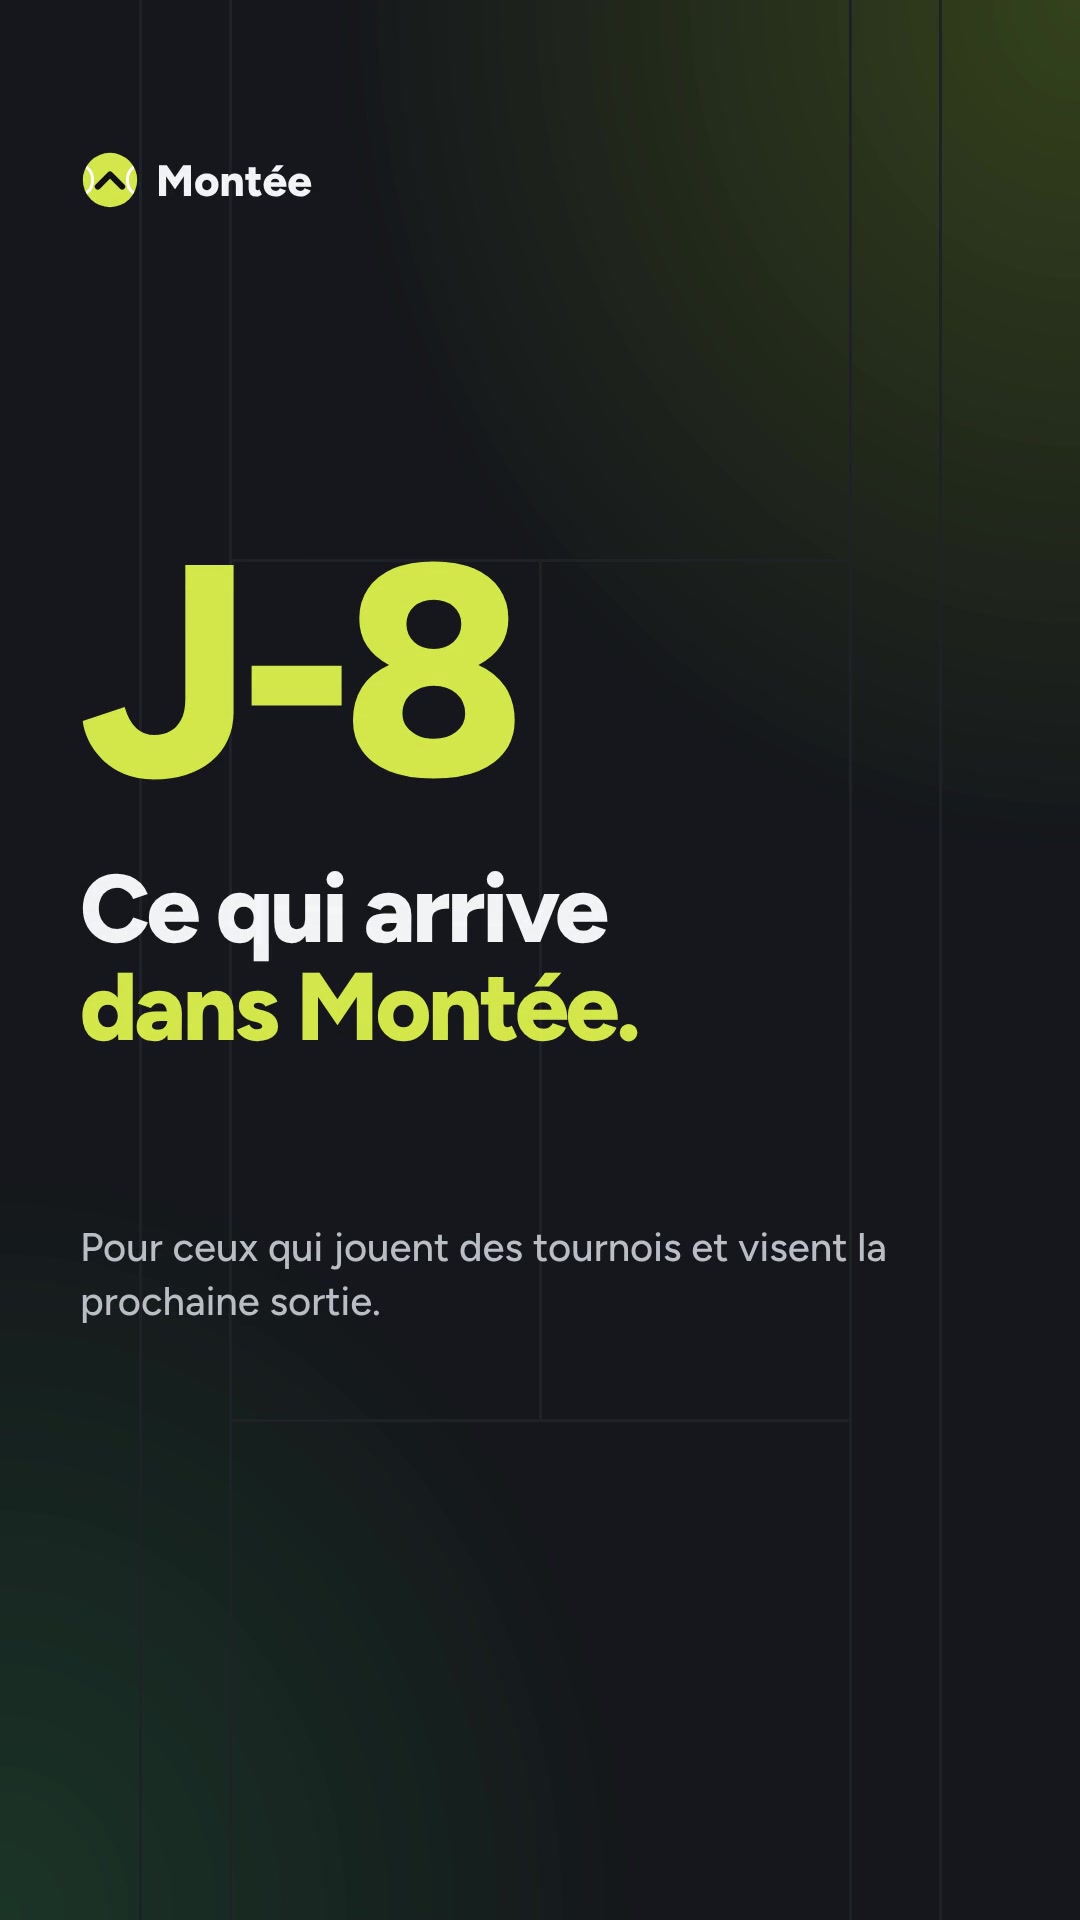 Montée
J-8
Ce qui arrive
dans Montée.
Pour ceux qui jouent des tournois et visent la
prochaine sortie.